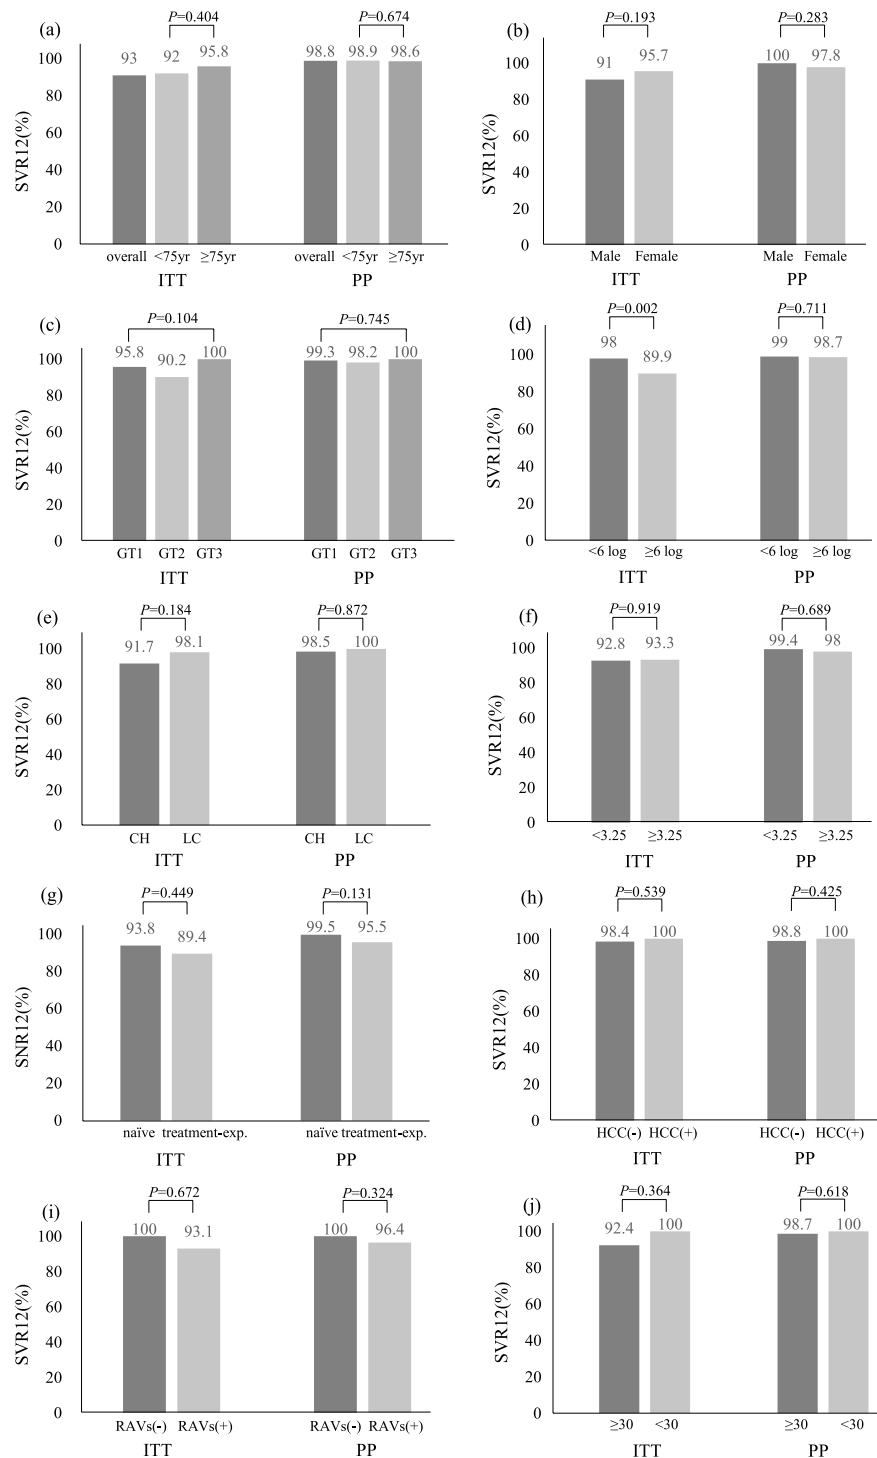 (a)
P=0.404
P=0.674
93
92
95.8
98.8
98.9
98.6
SVR12(%)
100
80
60
40
20
0
overall <75yr ≥75yr
overall <75yr ≥75yr
ITT
PP
(b)
P=0.193
P=0.283
91
95.7
100
97.8
SVR12(%)
100
80
60
40
20
0
Male Female
Male Female
ITT
PP
(c)
P=0.104
P=0.745
95.8
90.2
100
99.3
98.2
100
SVR12(%)
100
80
60
40
20
0
GT1 GT2 GT3
GT1 GT2 GT3
ITT
PP
(d)
P=0.002
P=0.711
98
89.9
99
98.7
SVR12(%)
100
80
60
40
20
0
<6 log ≥6 log
<6 log ≥6 log
ITT
PP
(e)
P=0.184
P=0.872
91.7
98.1
98.5
100
SVR12(%)
100
80
60
40
20
0
CH LC
CH LC
ITT
PP
(f)
P=0.919
P=0.689
92.8
93.3
99.4
98
SVR12(%)
100
80
60
40
20
0
<3.25 ≥3.25
<3.25 ≥3.25
ITT
PP
(g)
P=0.449
P=0.131
93.8
89.4
99.5
95.5
SNR12(%)
100
80
60
40
20
0
naïve treatment-exp.
naïve treatment-exp.
ITT
PP
(h)
P=0.539
P=0.425
98.4
100
98.8
100
SVR12(%)
100
80
60
40
20
0
HCC(-) HCC(+)
HCC(-) HCC(+)
ITT
PP
(i)
P=0.672
P=0.324
100
93.1
100
96.4
SVR12(%)
100
80
60
40
20
0
RAVs(-) RAVs(+)
RAVs(-) RAVs(+)
ITT
PP
(j)
P=0.364
P=0.618
92.4
100
98.7
100
SVR12(%)
100
80
60
40
20
0
≥30 <30
≥30 <30
ITT
PP